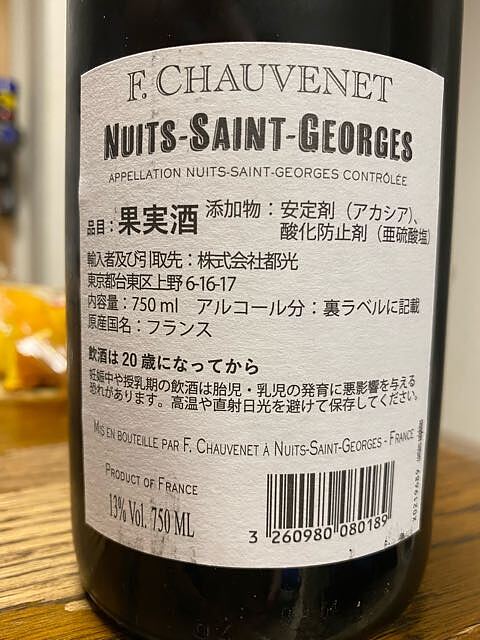 F. CHAUVENET
NUITS-SAINT-GEORGES
APPELLATION NUITS-SAINT-GEORGES CONTRÔLÉE
品目：果実酒 添加物：安定剤（アカシア）、
酸化防止剤（亜硫酸塩）
輸入者及び引取先：株式会社都光
東京都台東区上野 6-16-17
内容量：750 ml アルコール分：裏ラベルに記載
原産国名：フランス
飲酒は 20 歳になってから
妊娠中や授乳期の飲酒は胎児・乳児の発育に悪影響を与える
恐れがあります。高温や直射日光を避けて保存してください。
MIS EN BOUTEILLE PAR F. CHAUVENET À NUITS-SAINT-GEORGES - FRANCE
PRODUCT OF FRANCE
13% Vol. 750 ML
3 260980 080189